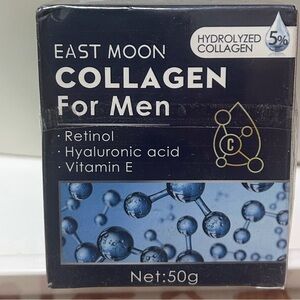 HYDROLYZED
COLLAGEN
5%
EAST MOON
COLLAGEN
For Men
· Retinol
· Hyaluronic acid
· Vitamin E
C
Net:50g